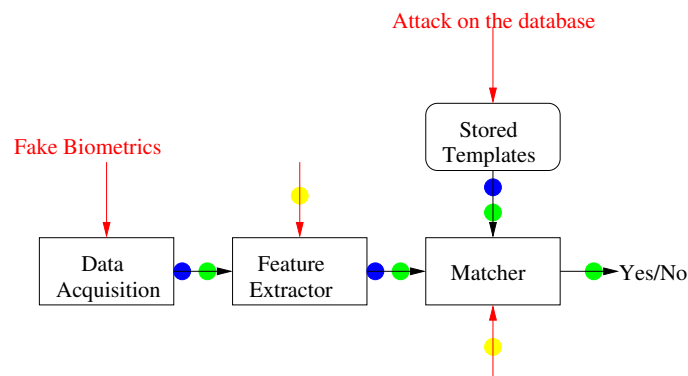 Attack on the database
Stored
Templates
Fake Biometrics
Data
Acquisition
Feature
Extractor
Matcher
Yes/No